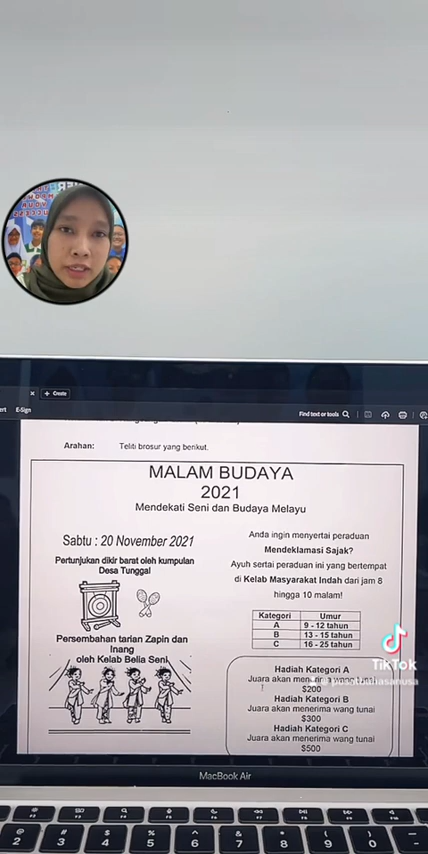 + Create
E-Sign
Find text or tools
Arahan: Teliti brosur yang berikut.
MALAM BUDAYA
2021
Mendekati Seni dan Budaya Melayu
Sabtu : 20 November 2021
Pertunjukan dikir barat oleh kumpulan
Desa Tunggal
Persembahan tarian Zapin dan
Inang
oleh Kelab Belia Seni
Anda ingin menyertai peraduan
Mendeklamasi Sajak?
Ayuh sertai peraduan ini yang bertempat
di Kelab Masyarakat Indah dari jam 8
hingga 10 malam!
Kategori Umur
A 9 - 12 tahun
B 13 - 15 tahun
C 16 - 25 tahun
Hadiah Kategori A
Juara akan menerima wang tunai
$200
Hadiah Kategori B
Juara akan menerima wang tunai
$300
Hadiah Kategori C
Juara akan menerima wang tunai
$500
TikTok
MacBook Air